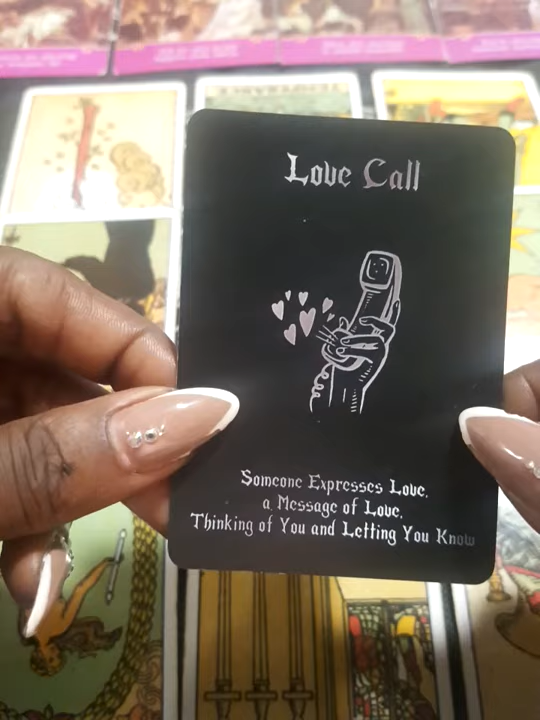 Love Call
Someone Expresses Love,
a Message of Love,
Thinking of You and Letting You Know